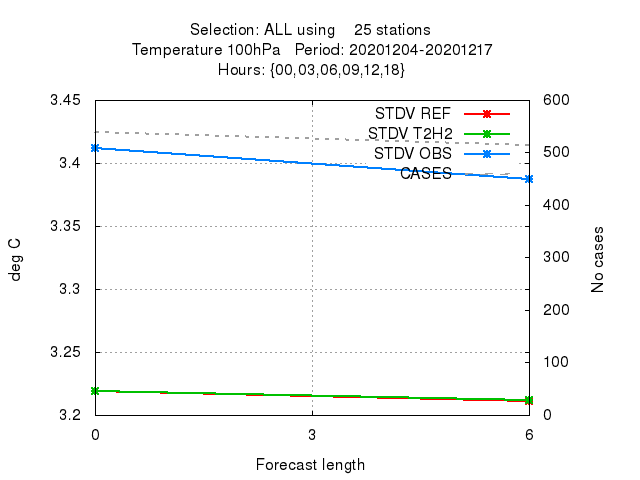 Selection: ALL using    25 stations
Temperature 100hPa   Period: 20201204-20201217
Hours: {00,03,06,09,12,18}
3.45
3.4
3.35
3.3
3.25
3.2
600
500
400
300
200
100
0
STDV REF
STDV T2H2
STDV OBS
CASES
deg C
No cases
0 3 6
Forecast length